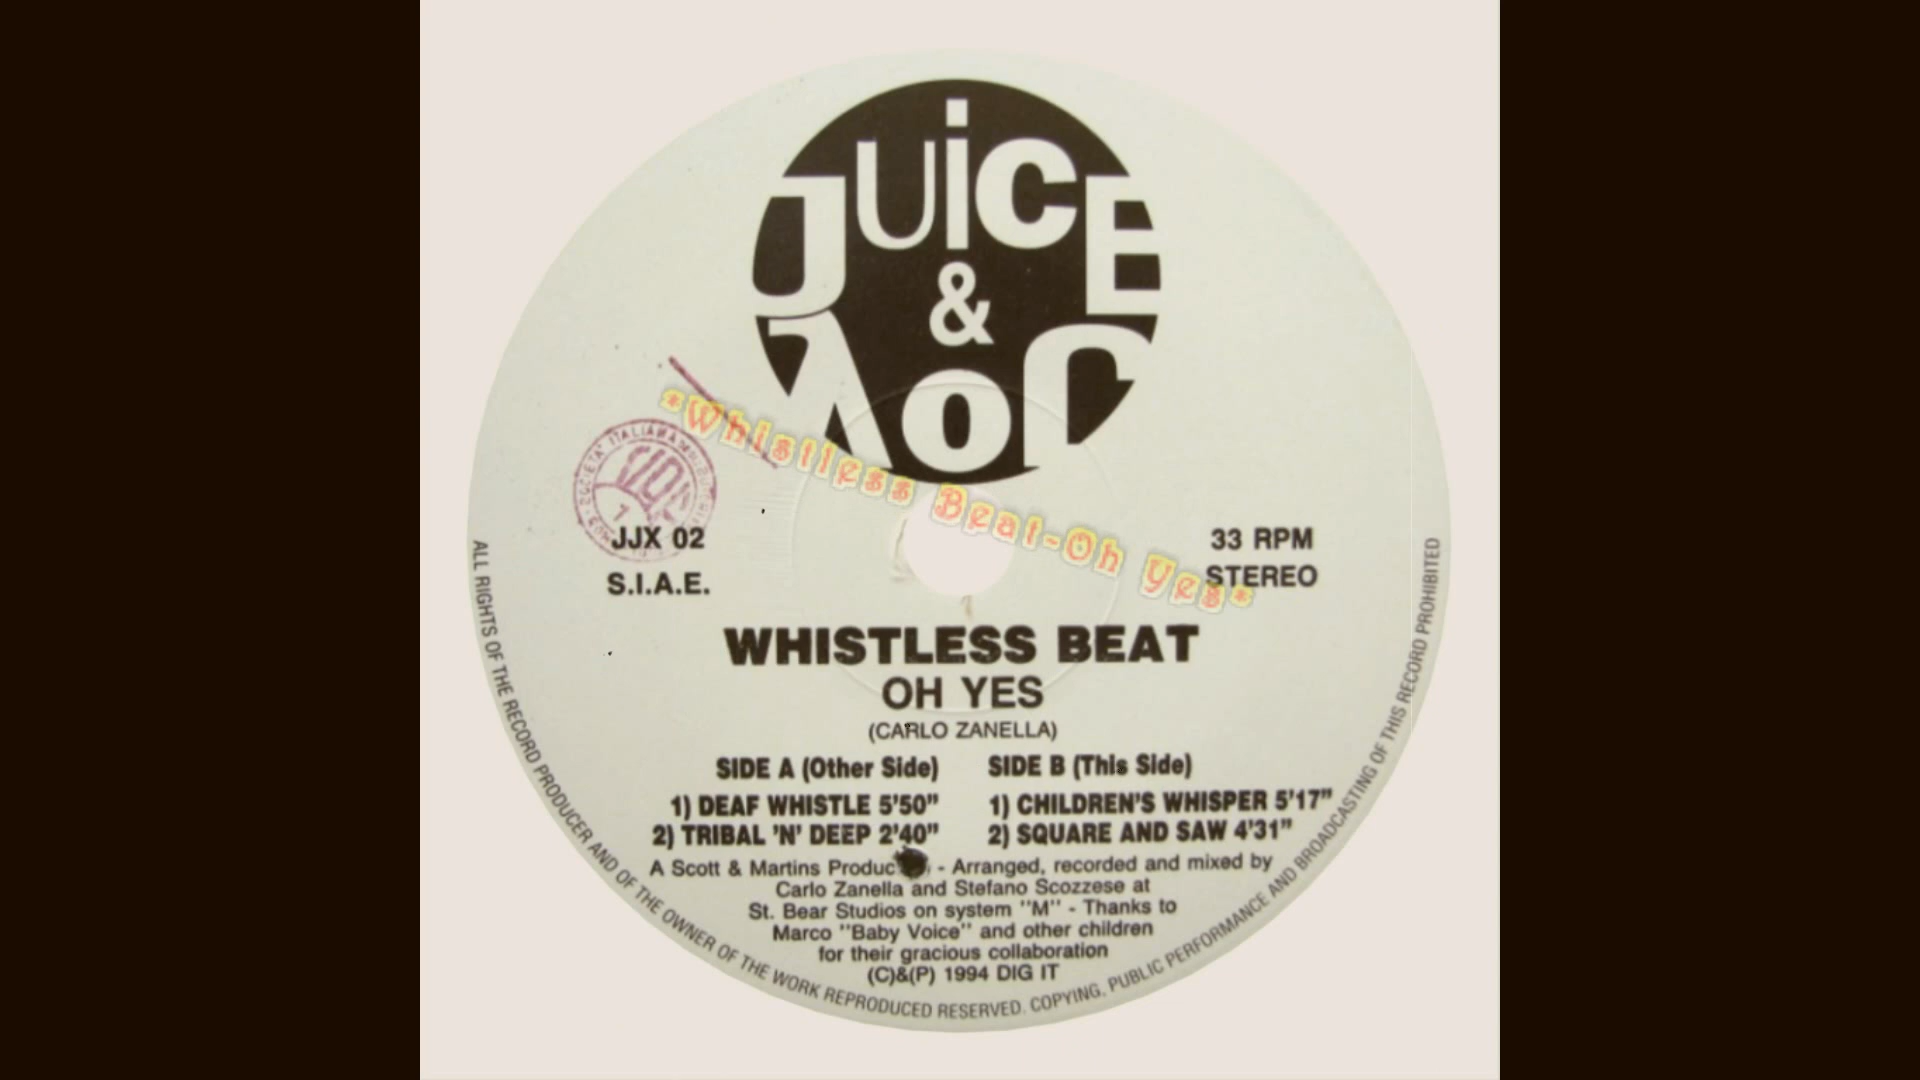 JUiCE
&
JoC
*Whistless Beat-Oh Yes*
SOCIETA' ITALIANA
JJX 02
S.I.A.E.
33 RPM
STEREO
WHISTLESS BEAT
OH YES
(CARLO ZANELLA)
SIDE A (Other Side)
1) DEAF WHISTLE 5'50"
2) TRIBAL 'N' DEEP 2'40"
SIDE B (This Side)
1) CHILDREN'S WHISPER 5'17"
2) SQUARE AND SAW 4'31"
A Scott & Martins Produc - Arranged, recorded and mixed by
Carlo Zanella and Stefano Scozzese at
St. Bear Studios on system "M" - Thanks to
Marco "Baby Voice" and other children
for their gracious collaboration
(C)&(P) 1994 DIG IT
ALL RIGHTS OF THE RECORD PRODUCER AND OF THE OWNER OF THE WORK REPRODUCED RESERVED. COPYING, PUBLIC PERFORMANCE AND BROADCASTING OF THIS RECORD PROHIBITED